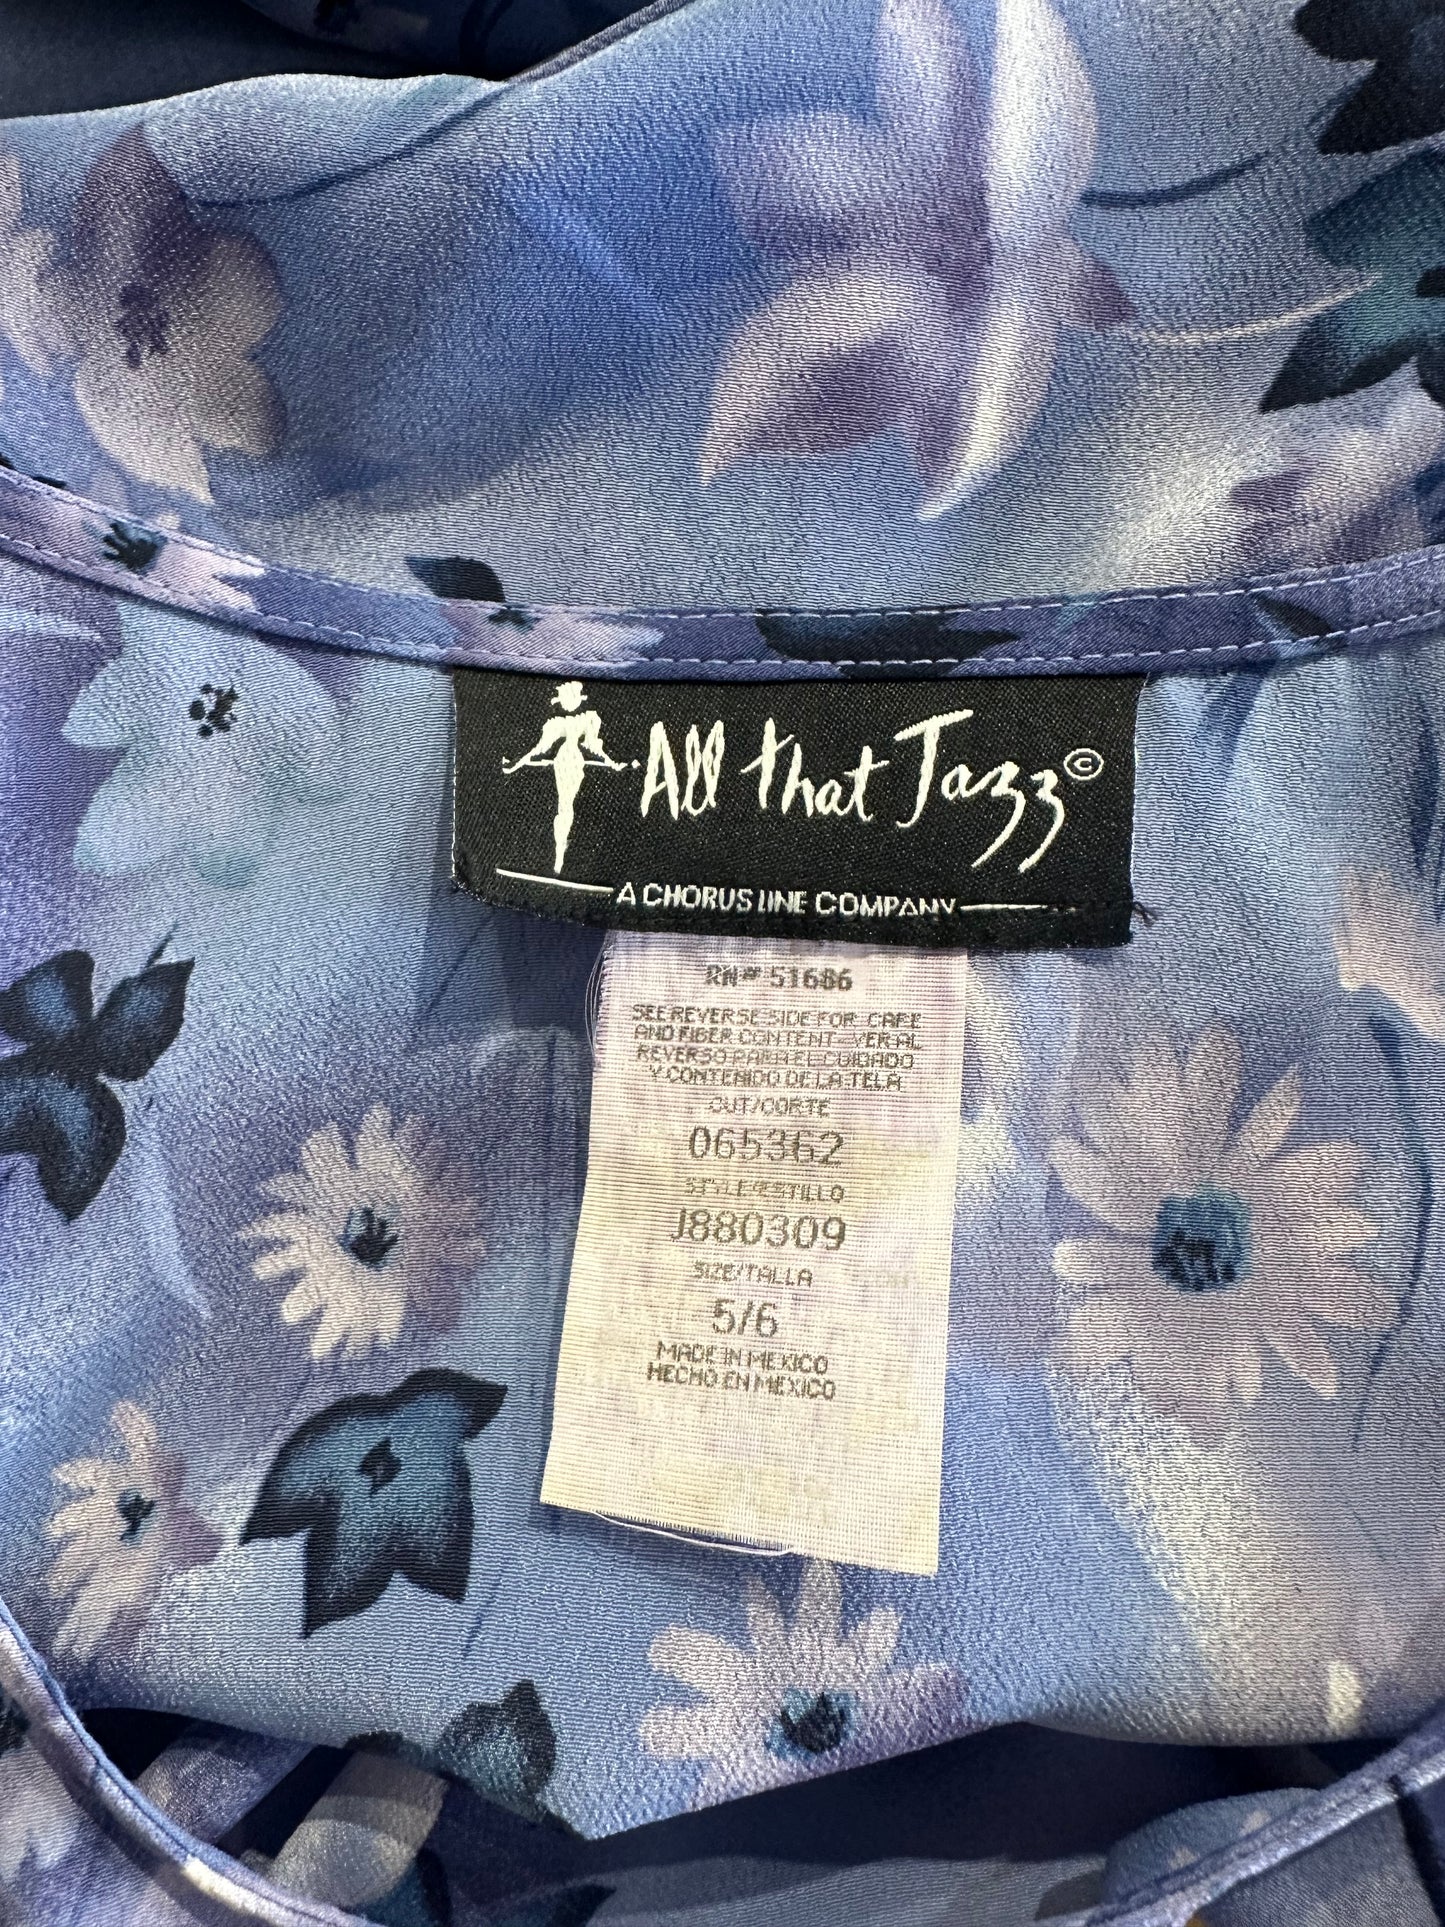 All That Jazz ©
A CHORUS LINE COMPANY
RN# 51686
SEE REVERSE SIDE FOR CARE
AND FIBER CONTENT-VER AL
REVERSO PARA EL CUIDADO
Y CONTENIDO DE LA TELA
CUT/CORTE
065362
STYLE/ESTILLO
J880309
SIZE/TALLA
5/6
MADE IN MEXICO
HECHO EN MEXICO